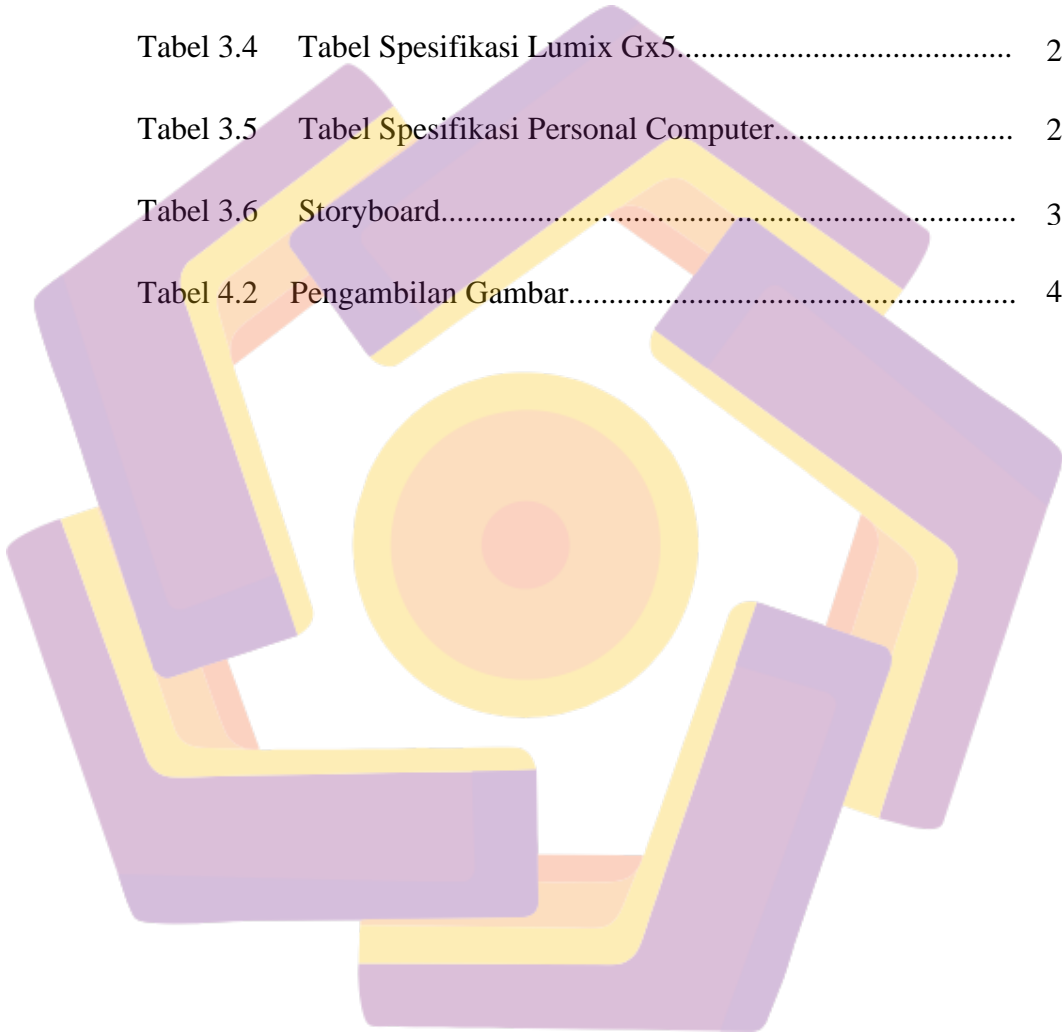 Tabel 3.4 Tabel Spesifikasi Lumix Gx5.......................................... 2
Tabel 3.5 Tabel Spesifikasi Personal Computer.............................. 2
Tabel 3.6 Storyboard......................................................................... 3
Tabel 4.2 Pengambilan Gambar......................................................... 4